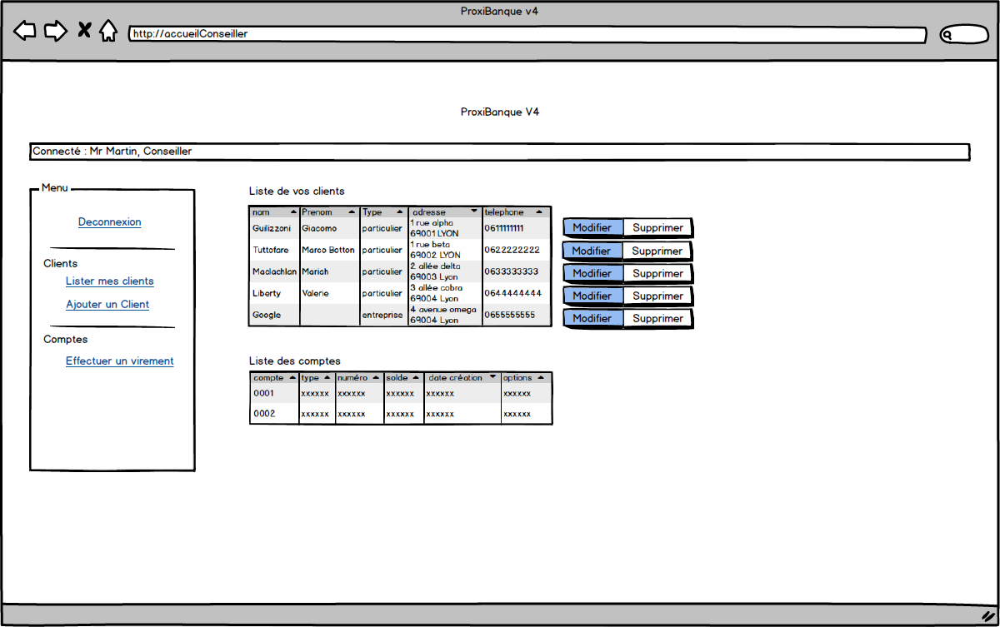 ProxiBanque v4
http://accueilConseiller
ProxiBanque V4
Connecté : Mr Martin, Conseiller
Menu
Deconnexion
Clients
Lister mes clients
Ajouter un Client
Comptes
Effectuer un virement
Liste de vos clients
nom Prenom Type adresse telephone
Guilizzoni Giacomo particulier 1 rue alpha 69001 LYON 0611111111 Modifier Supprimer
Tuttofare Marco Botton particulier 1 rue beta 69002 LYON 0622222222 Modifier Supprimer
Maclachlan Mariah particulier 2 allée delta 69003 Lyon 0633333333 Modifier Supprimer
Liberty Valerie particulier 3 allée cobra 69004 Lyon 0644444444 Modifier Supprimer
Google entreprise 4 avenue omega 69004 Lyon 0655555555 Modifier Supprimer
Liste des comptes
compte type numéro solde date création options
0001 xxxxxx xxxxxx xxxxxx xxxxxx xxxxxx
0002 xxxxxx xxxxxx xxxxxx xxxxxx xxxxxx